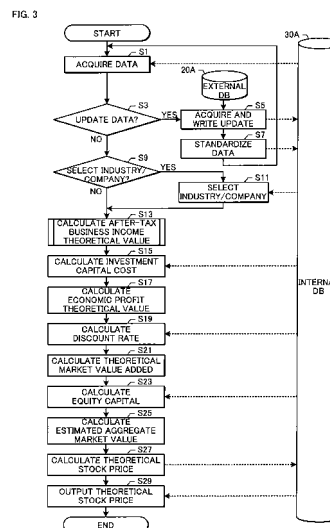 FIG. 3
START
30A
S1
ACQUIRE DATA
20A
EXTERNAL
DB
S3
UPDATE DATA?
YES
NO
S5
ACQUIRE AND
WRITE UPDATE
S7
STANDARDIZE
DATA
S9
SELECT INDUSTRY/
COMPANY?
YES
NO
S11
SELECT
INDUSTRY/COMPANY
S13
CALCULATE AFTER-TAX
BUSINESS INCOME
THEORETICAL VALUE
S15
CALCULATE INVESTMENT
CAPITAL COST
INTERNAL
DB
S17
CALCULATE
ECONOMIC PROFIT
THEORETICAL VALUE
S19
CALCULATE
DISCOUNT RATE
S21
CALCULATE THEORETICAL
MARKET VALUE ADDED
S23
CALCULATE
EQUITY CAPITAL
S25
CALCULATE
ESTIMATED AGGREGATE
MARKET VALUE
S27
CALCULATE THEORETICAL
STOCK PRICE
S29
OUTPUT THEORETICAL
STOCK PRICE
END